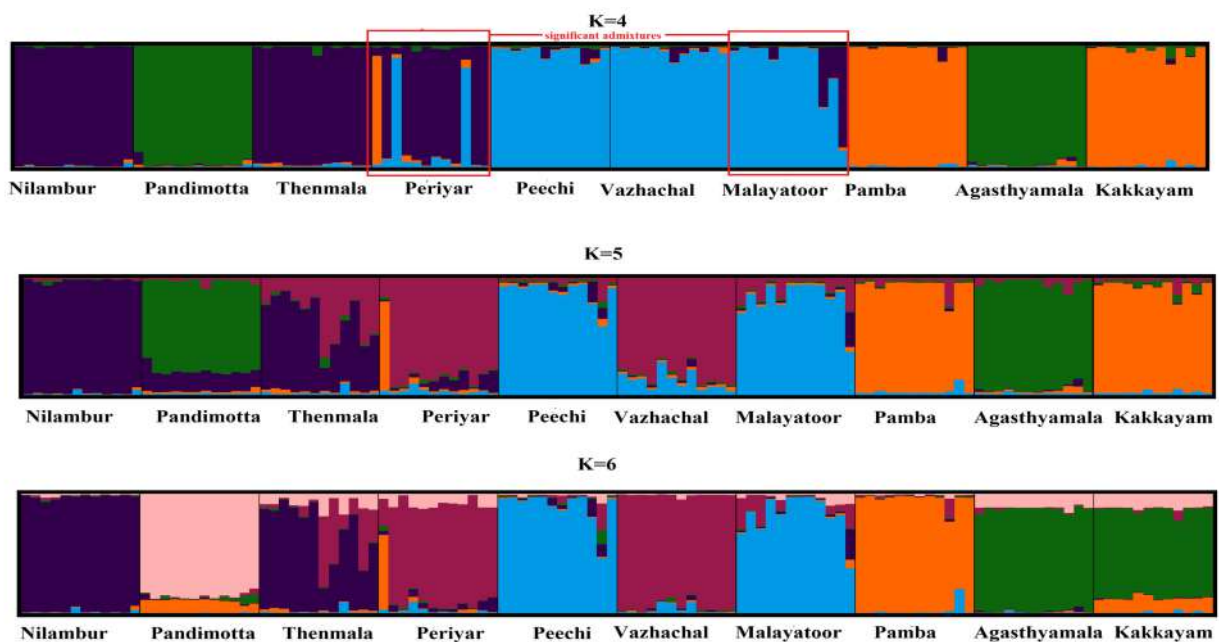 K=4
significant admixtures
Nilambur Pandimotta Thenmala Periyar Peechi Vazhachal Malayatoor Pamba Agasthyamala Kakkayam
K=5
Nilambur Pandimotta Thenmala Periyar Peechi Vazhachal Malayatoor Pamba Agasthyamala Kakkayam
K=6
Nilambur Pandimotta Thenmala Periyar Peechi Vazhachal Malayatoor Pamba Agasthyamala Kakkayam